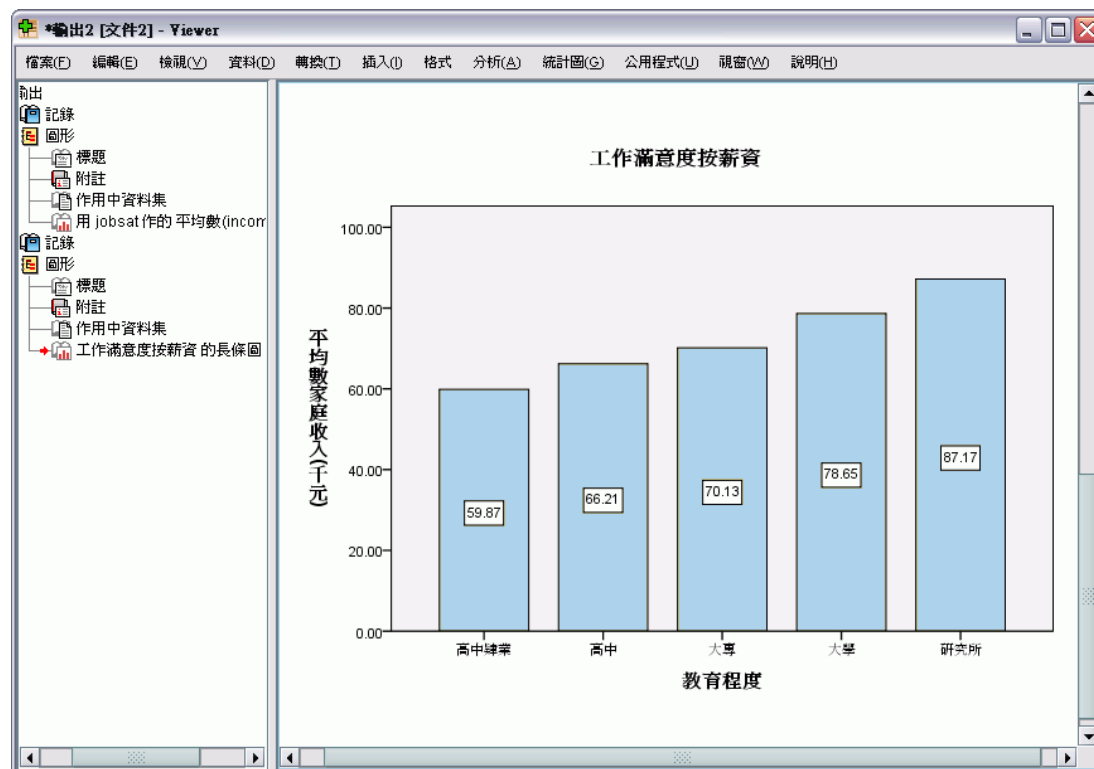 *輸出2 [文件2] - Viewer
檔案(F) 編輯(E) 檢視(V) 資料(D) 轉換(T) 插入(I) 格式 分析(A) 統計圖(G) 公用程式(U) 視窗(W) 說明(H)
輸出
記錄
圖形
標題
附註
作用中資料集
用 jobsat 作的 平均數(incom
記錄
圖形
標題
附註
作用中資料集
工作滿意度按薪資 的長條圖
工作滿意度按薪資
平均數家庭收入(千元)
100.00
80.00
60.00
40.00
20.00
0.00
59.87
66.21
70.13
78.65
87.17
高中肄業 高中 大專 大學 研究所
教育程度